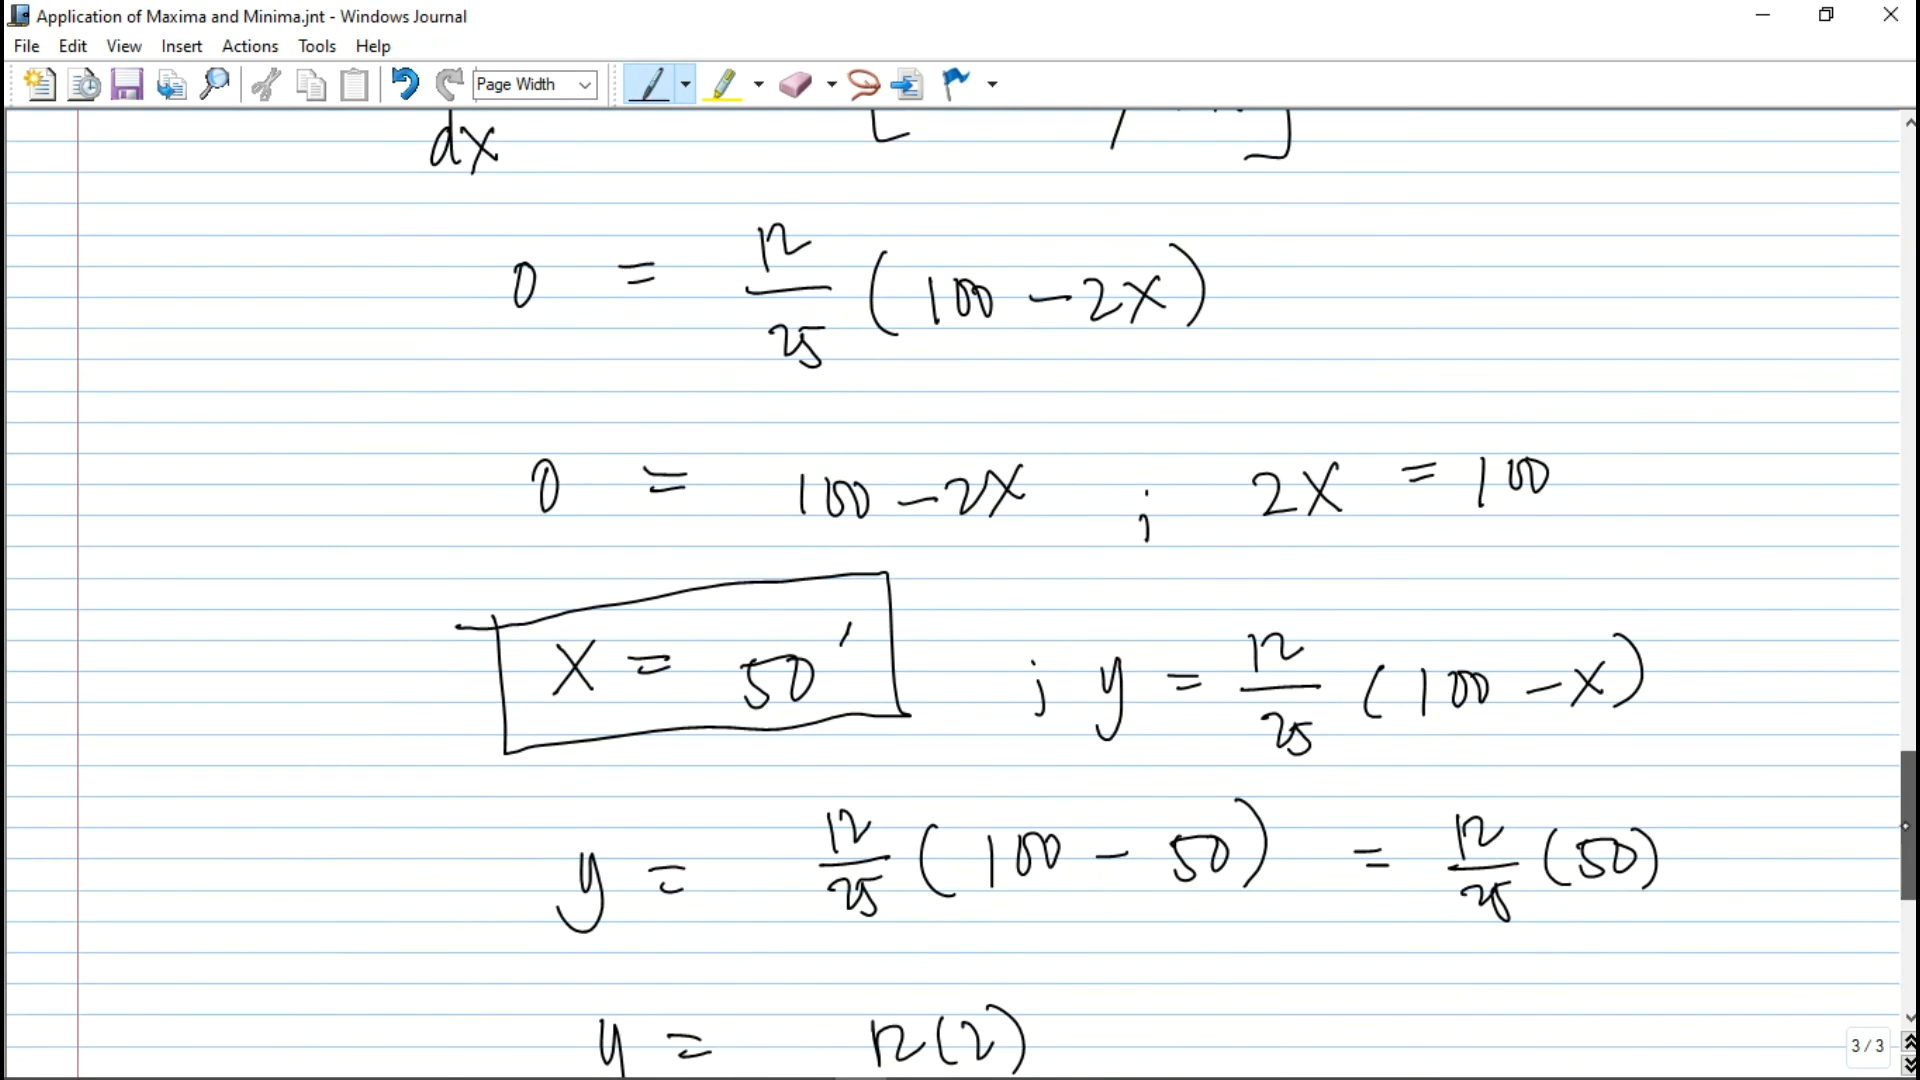 Application of Maxima and Minima.jnt - Windows Journal
File Edit View Insert Actions Tools Help
Page Width
dx [ ]
0 = 12/25 (100 - 2x)
0 = 100 - 2x ; 2x = 100
x = 50' ; y = 12/25 (100 - x)
y = 12/25 (100 - 50) = 12/25 (50)
y = 12(2)
3 / 3